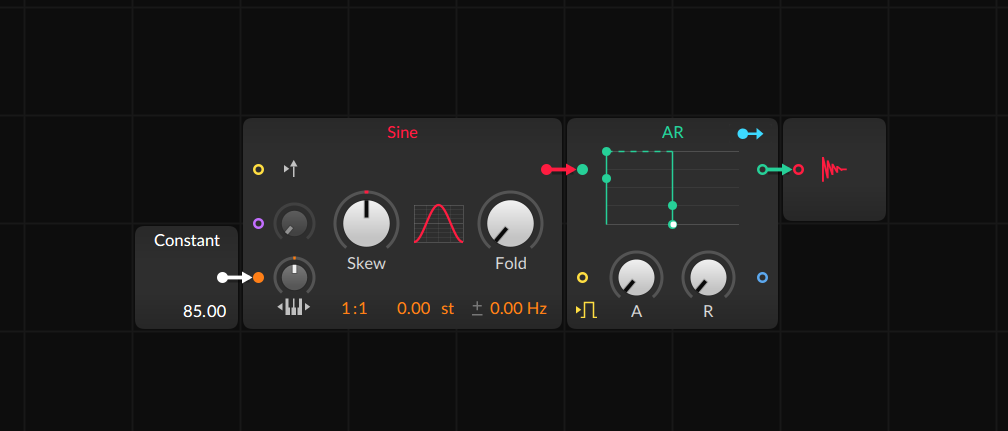 Sine
AR
Constant
85.00
Skew
Fold
1:1
0.00 st
± 0.00 Hz
A
R